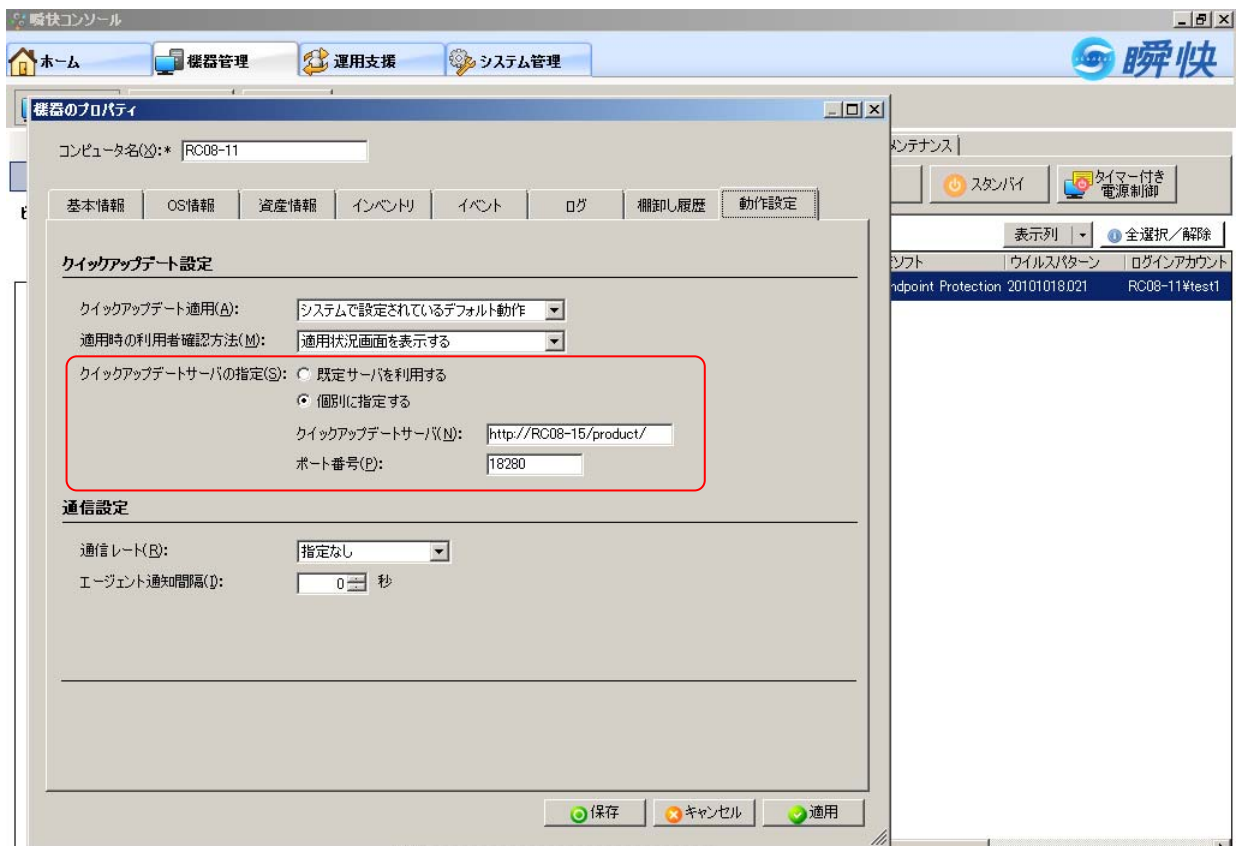 瞬快コンソール
ホーム 機器管理 運用支援 システム管理
瞬快
機器のプロパティ
コンピュータ名(X):* RC08-11
メンテナンス
スタンバイ タイマー付き
電源制御
基本情報 OS情報 資産情報 インベントリ イベント ログ 棚卸し履歴 動作設定
表示列 全選択/解除
ソフト ウイルスパターン ログインアカウント
ndpoint Protection 20101018.021 RC08-11¥test1
クイックアップデート設定
クイックアップデート適用(A): システムで設定されているデフォルト動作
適用時の利用者確認方法(M): 適用状況画面を表示する
クイックアップデートサーバの指定(S): 既定サーバを利用する
個別に指定する
クイックアップデートサーバ(N): http://RC08-15/product/
ポート番号(P): 18280
通信設定
通信レート(R): 指定なし
エージェント通知間隔(I): 0 秒
保存 キャンセル 適用